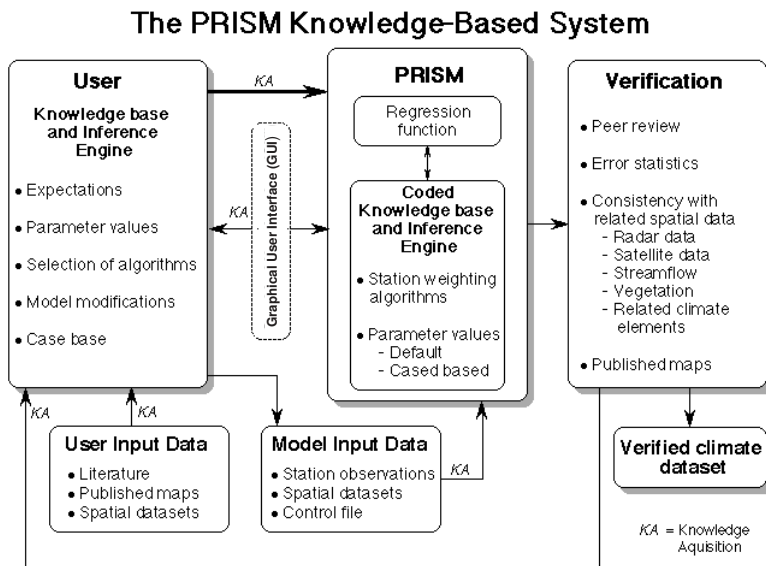 The PRISM Knowledge-Based System
User
Knowledge base
and Inference
Engine
• Expectations
• Parameter values
• Selection of algorithms
• Model modifications
• Case base
KA
KA
Graphical User Interface (GUI)
PRISM
Regression
function
Coded
Knowledge base
and Inference
Engine
• Station weighting
algorithms
• Parameter values
- Default
- Cased based
Verification
• Peer review
• Error statistics
• Consistency with
related spatial data
- Radar data
- Satellite data
- Streamflow
- Vegetation
- Related climate
elements
• Published maps
KA
KA
User Input Data
• Literature
• Published maps
• Spatial datasets
Model Input Data
• Station observations
• Spatial datasets
• Control file
KA
Verified climate
dataset
KA = Knowledge
Aquisition